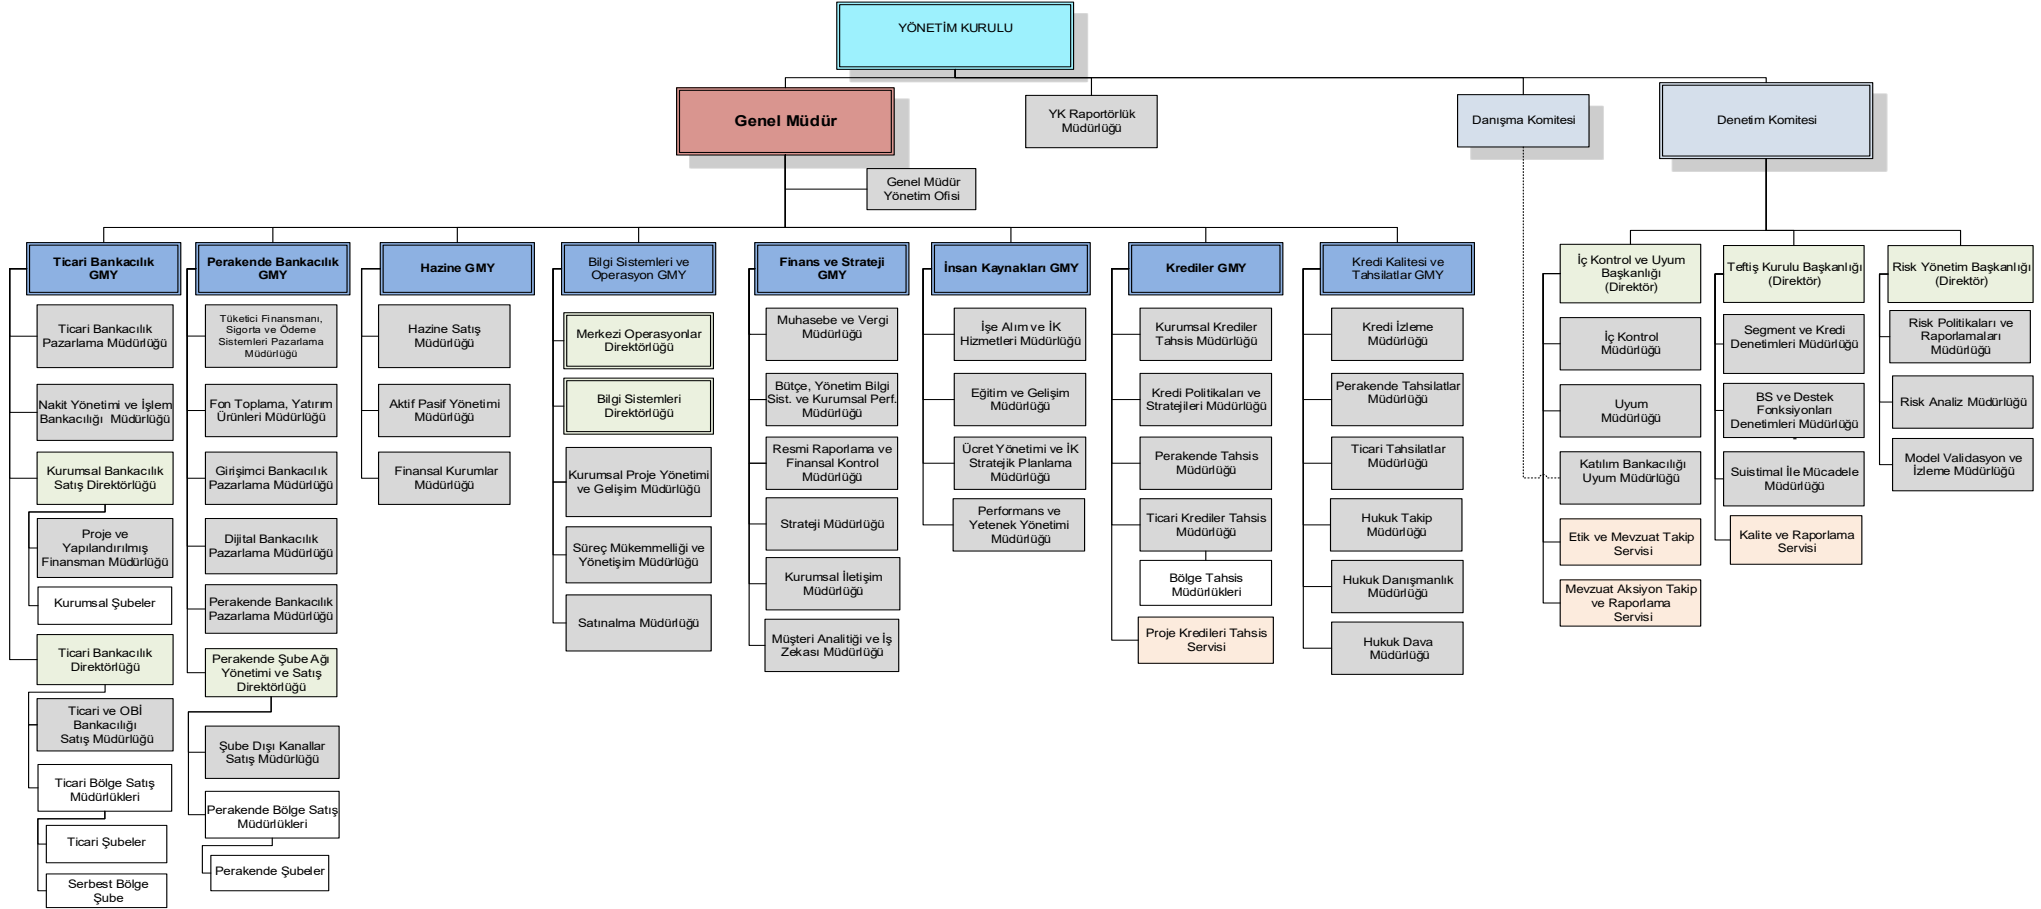 YÖNETİM KURULU
Genel Müdür
YK Raportörlük
Müdürlüğü
Danışma Komitesi
Denetim Komitesi
Genel Müdür
Yönetim Ofisi
Ticari Bankacılık
GMY
Ticari Bankacılık
Pazarlama Müdürlüğü
Nakit Yönetimi ve İşlem
Bankacılığı Müdürlüğü
Kurumsal Bankacılık
Satış Direktörlüğü
Proje ve
Yapılandırılmış
Finansman Müdürlüğü
Kurumsal Şubeler
Ticari Bankacılık
Direktörlüğü
Ticari ve OBİ
Bankacılığı
Satış Müdürlüğü
Ticari Bölge Satış
Müdürlükleri
Ticari Şubeler
Serbest Bölge
Şube
Perakende Bankacılık
GMY
Tüketici Finansmanı,
Sigorta ve Ödeme
Sistemleri Pazarlama
Müdürlüğü
Fon Toplama, Yatırım
Ürünleri Müdürlüğü
Girişimci Bankacılık
Pazarlama Müdürlüğü
Dijital Bankacılık
Pazarlama Müdürlüğü
Perakende Bankacılık
Pazarlama Müdürlüğü
Perakende Şube Ağı
Yönetimi ve Satış
Direktörlüğü
Şube Dışı Kanallar
Satış Müdürlüğü
Perakende Bölge Satış
Müdürlükleri
Perakende Şubeler
Hazine GMY
Hazine Satış
Müdürlüğü
Aktif Pasif Yönetimi
Müdürlüğü
Finansal Kurumlar
Müdürlüğü
Bilgi Sistemleri ve
Operasyon GMY
Merkezi Operasyonlar
Direktörlüğü
Bilgi Sistemleri
Direktörlüğü
Kurumsal Proje Yönetimi
ve Gelişim Müdürlüğü
Süreç Mükemmelliği ve
Yönetişim Müdürlüğü
Satınalma Müdürlüğü
Finans ve Strateji
GMY
Muhasebe ve Vergi
Müdürlüğü
Bütçe, Yönetim Bilgi
Sist. ve Kurumsal Perf.
Müdürlüğü
Resmi Raporlama ve
Finansal Kontrol
Müdürlüğü
Strateji Müdürlüğü
Kurumsal İletişim
Müdürlüğü
Müşteri Analitiği ve İş
Zekası Müdürlüğü
İnsan Kaynakları GMY
İşe Alım ve İK
Hizmetleri Müdürlüğü
Eğitim ve Gelişim
Müdürlüğü
Ücret Yönetimi ve İK
Stratejik Planlama
Müdürlüğü
Performans ve
Yetenek Yönetimi
Müdürlüğü
Krediler GMY
Kurumsal Krediler
Tahsis Müdürlüğü
Kredi Politikaları ve
Stratejileri Müdürlüğü
Perakende Tahsis
Müdürlüğü
Ticari Krediler Tahsis
Müdürlüğü
Bölge Tahsis
Müdürlükleri
Proje Kredileri Tahsis
Servisi
Kredi Kalitesi ve
Tahsilatlar GMY
Kredi İzleme
Müdürlüğü
Perakende Tahsilatlar
Müdürlüğü
Ticari Tahsilatlar
Müdürlüğü
Hukuk Takip
Müdürlüğü
Hukuk Danışmanlık
Müdürlüğü
Hukuk Dava
Müdürlüğü
İç Kontrol ve Uyum
Başkanlığı
(Direktör)
İç Kontrol
Müdürlüğü
Uyum
Müdürlüğü
Katılım Bankacılığı
Uyum Müdürlüğü
Etik ve Mevzuat Takip
Servisi
Mevzuat Aksiyon Takip
ve Raporlama
Servisi
Teftiş Kurulu Başkanlığı
(Direktör)
Segment ve Kredi
Denetimleri Müdürlüğü
BS ve Destek
Fonksiyonları
Denetimleri Müdürlüğü
Suistimal İle Mücadele
Müdürlüğü
Kalite ve Raporlama
Servisi
Risk Yönetim Başkanlığı
(Direktör)
Risk Politikaları ve
Raporlamaları
Müdürlüğü
Risk Analiz Müdürlüğü
Model Validasyon ve
İzleme Müdürlüğü